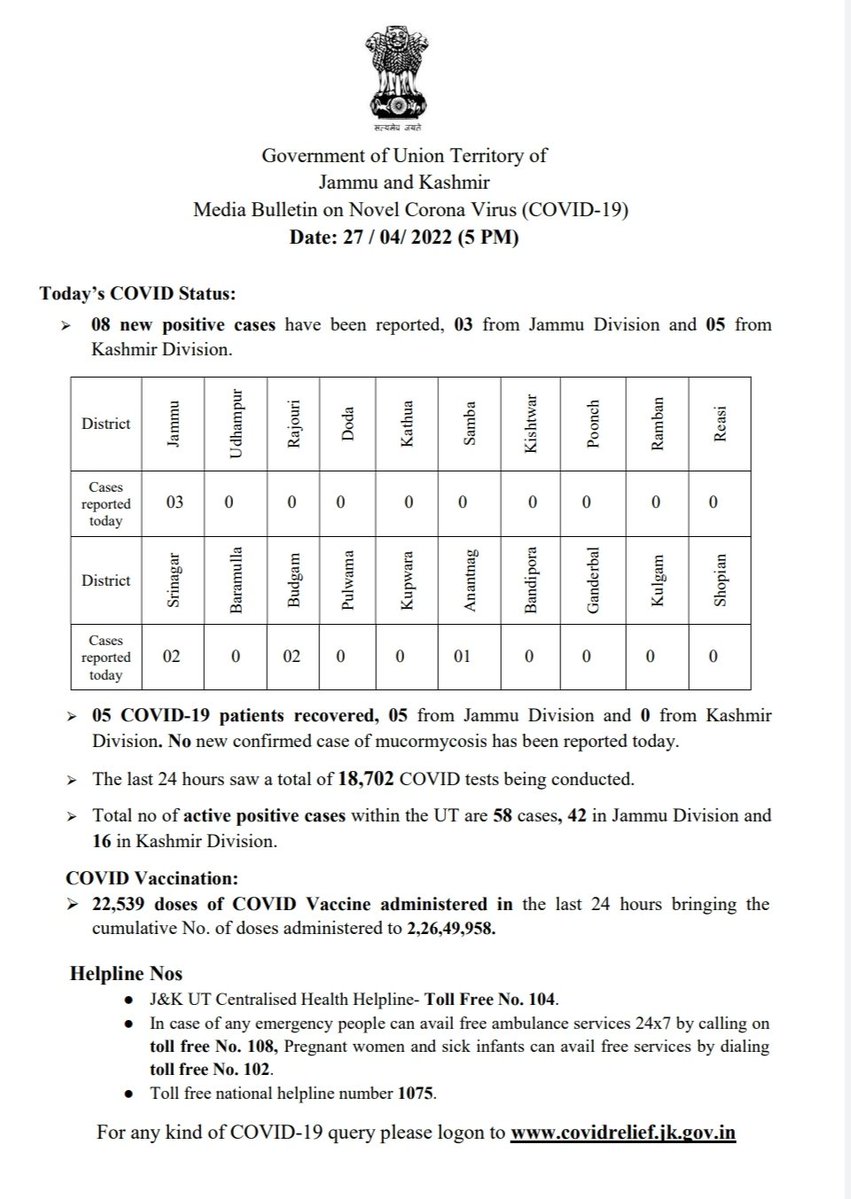 सत्यमेव जयते
Government of Union Territory of
Jammu and Kashmir
Media Bulletin on Novel Corona Virus (COVID-19)
Date: 27 / 04/ 2022 (5 PM)
Today's COVID Status:
➢ 08 new positive cases have been reported, 03 from Jammu Division and 05 from
Kashmir Division.
District Jammu Udhampur Rajouri Doda Kathua Samba Kishtwar Poonch Ramban Reasi
Cases
reported
today
03 0 0 0 0 0 0 0 0 0
District Srinagar Baramulla Budgam Pulwama Kupwara Anantnag Bandipora Ganderbal Kulgam Shopian
Cases
reported
today
02 0 02 0 0 01 0 0 0 0
➢ 05 COVID-19 patients recovered, 05 from Jammu Division and 0 from Kashmir
Division. No new confirmed case of mucormycosis has been reported today.
➢ The last 24 hours saw a total of 18,702 COVID tests being conducted.
➢ Total no of active positive cases within the UT are 58 cases, 42 in Jammu Division and
16 in Kashmir Division.
COVID Vaccination:
➢ 22,539 doses of COVID Vaccine administered in the last 24 hours bringing the
cumulative No. of doses administered to 2,26,49,958.
Helpline Nos
● J&K UT Centralised Health Helpline- Toll Free No. 104.
● In case of any emergency people can avail free ambulance services 24x7 by calling on
toll free No. 108, Pregnant women and sick infants can avail free services by dialing
toll free No. 102.
● Toll free national helpline number 1075.
For any kind of COVID-19 query please logon to www.covidrelief.jk.gov.in